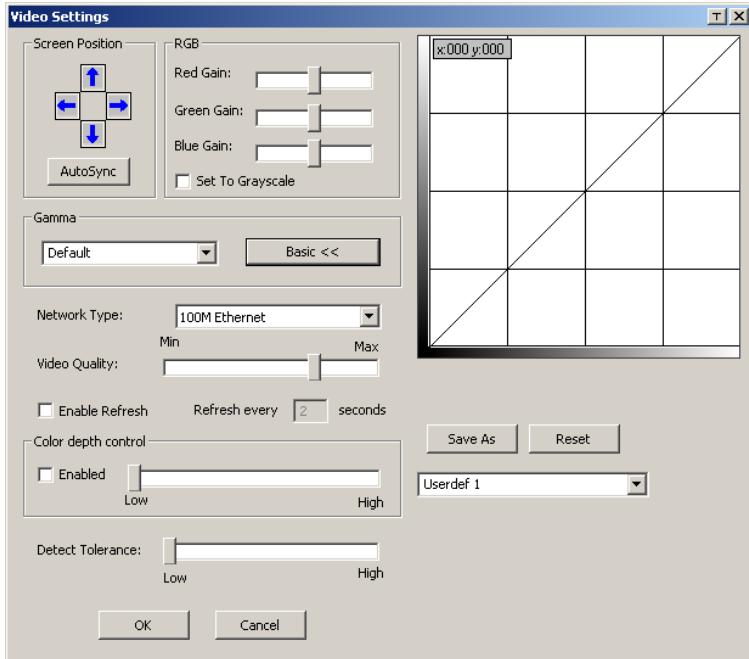 Video Settings
Screen Position
AutoSync
RGB
Red Gain:
Green Gain:
Blue Gain:
Set To Grayscale
x:000 y:000
Gamma
Default
Basic <<
Network Type:
100M Ethernet
Min
Max
Video Quality:
Enable Refresh
Refresh every 2 seconds
Color depth control
Enabled
Low
High
Save As
Reset
Userdef 1
Detect Tolerance:
Low
High
OK
Cancel